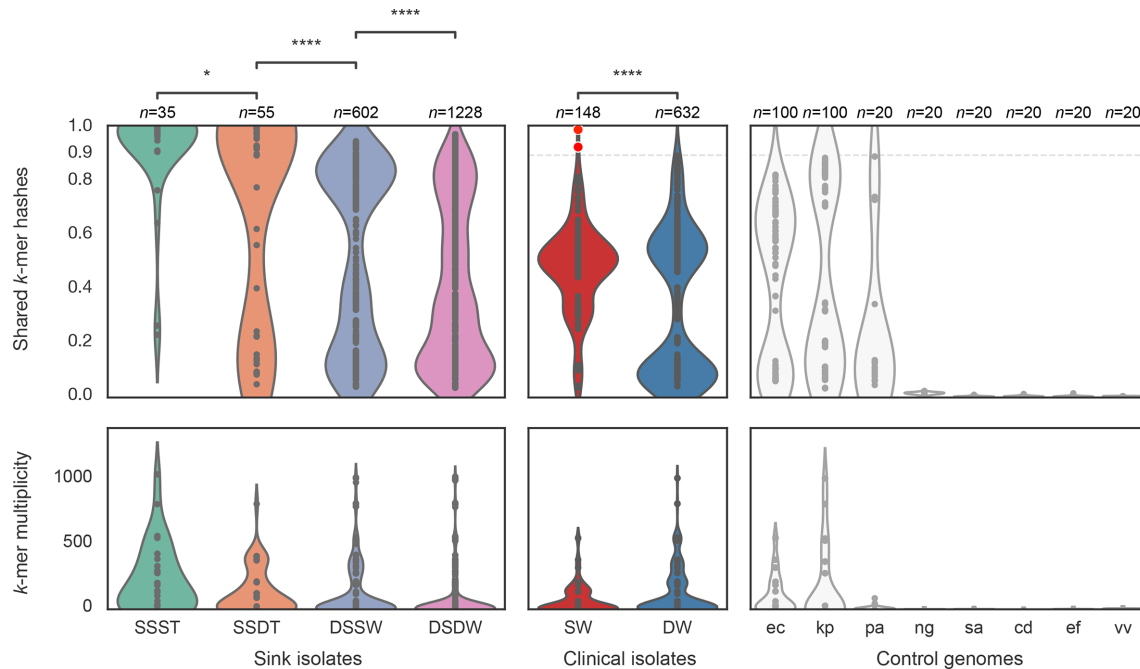 ****
****
*
****
n=35 n=55 n=602 n=1228 n=148 n=632 n=100 n=100 n=20 n=20 n=20 n=20 n=20 n=20
Shared k-mer hashes
1.0
0.9
0.8
0.6
0.4
0.2
0.0
k-mer multiplicity
1000
500
0
SSST SSDT DSSW DSDW SW DW ec kp pa ng sa cd ef vv
Sink isolates Clinical isolates Control genomes